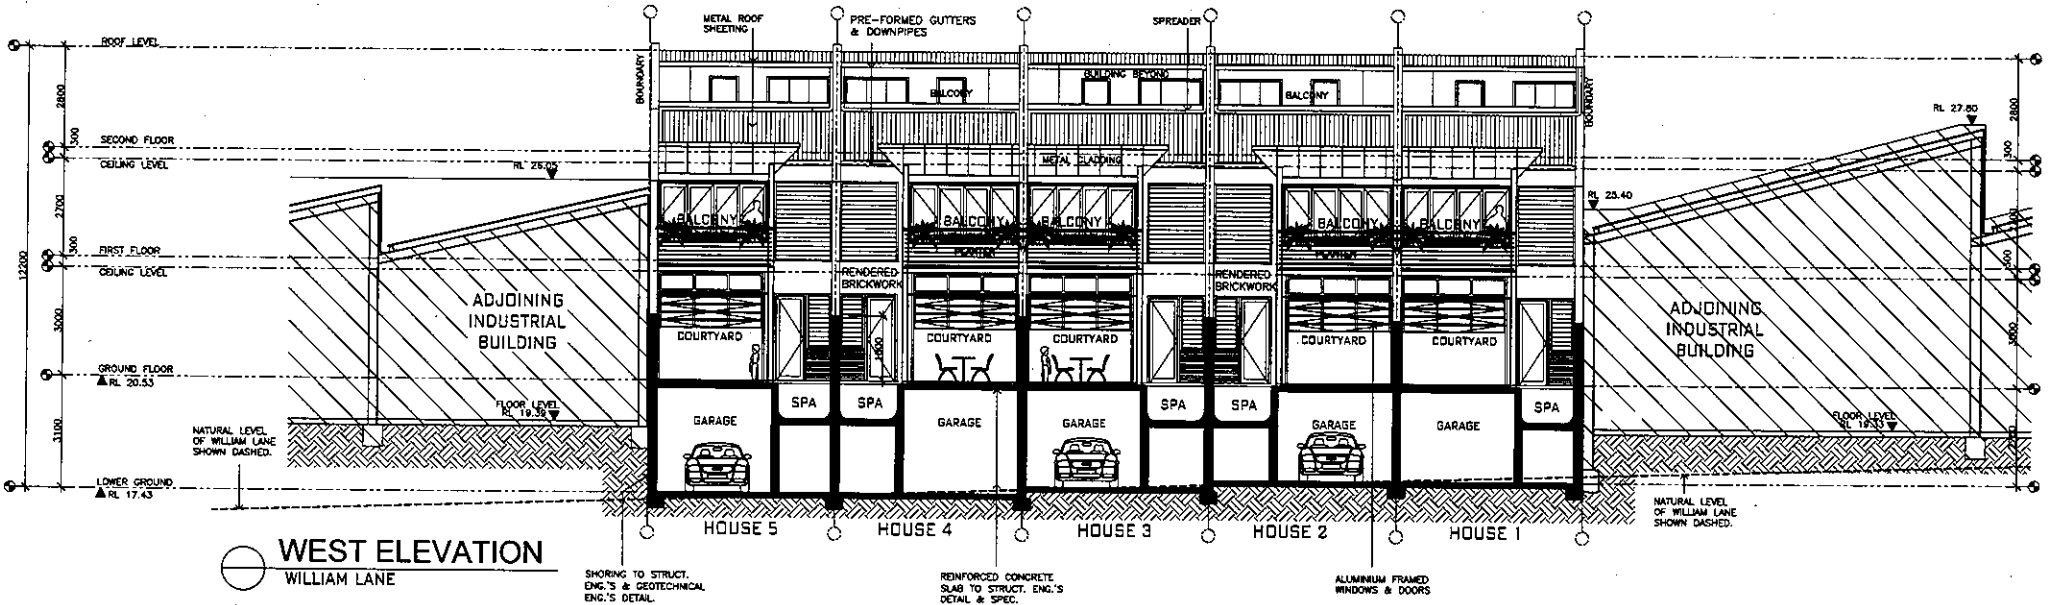 METAL ROOF
SHEETING
PRE-FORMED GUTTERS
& DOWNPIPES
SPREADER
ROOF LEVEL
BOUNDARY
BUILDING BEYOND
BALCONY
BALCONY
BOUNDARY
RL 27.80
2800
2800
SECOND FLOOR
300
300
CEILING LEVEL
RL 26.05
METAL CLADDING
RL 25.40
2700
BALCONY
BALCONY
BALCONY
BALCONY
BALCONY
PLANTER
PLANTER
FIRST FLOOR
300
300
CEILING LEVEL
12200
RENDERED
BRICKWORK
RENDERED
BRICKWORK
ADJOINING
INDUSTRIAL
BUILDING
ADJOINING
INDUSTRIAL
BUILDING
3000
3000
COURTYARD
1800
COURTYARD
COURTYARD
COURTYARD
COURTYARD
GROUND FLOOR
RL 20.53
FLOOR LEVEL
RL 19.39
SPA
SPA
SPA
SPA
SPA
GARAGE
GARAGE
GARAGE
GARAGE
GARAGE
FLOOR LEVEL
RL 19.33
3100
NATURAL LEVEL
OF WILLIAM LANE
SHOWN DASHED.
LOWER GROUND
RL 17.43
NATURAL LEVEL
OF WILLIAM LANE
SHOWN DASHED.
HOUSE 5
HOUSE 4
HOUSE 3
HOUSE 2
HOUSE 1
WEST ELEVATION
WILLIAM LANE
SHORING TO STRUCT.
ENG.'S & GEOTECHNICAL
ENG.'S DETAIL.
REINFORCED CONCRETE
SLAB TO STRUCT. ENG.'S
DETAIL & SPEC.
ALUMINIUM FRAMED
WINDOWS & DOORS